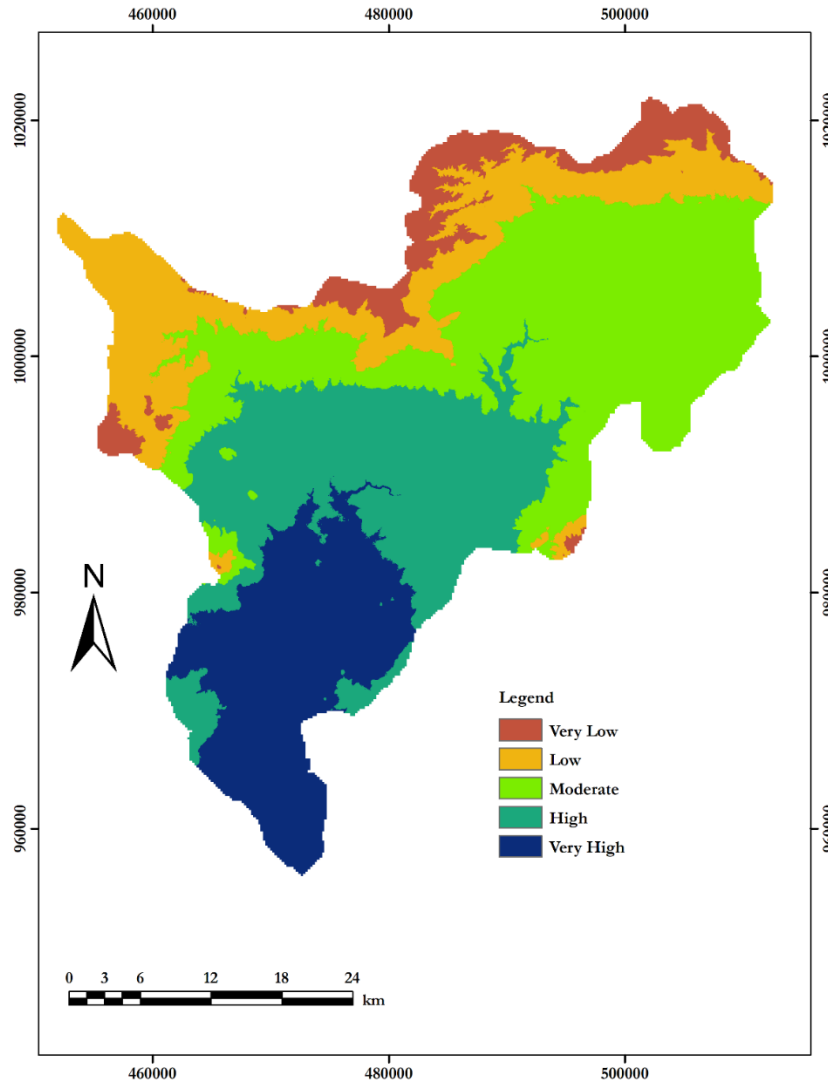 460000 480000 500000
1020000 1020000
1000000 1000000
N
980000 980000
Legend
Very Low
Low
Moderate
High
Very High
960000 960000
0 3 6 12 18 24
km
460000 480000 500000